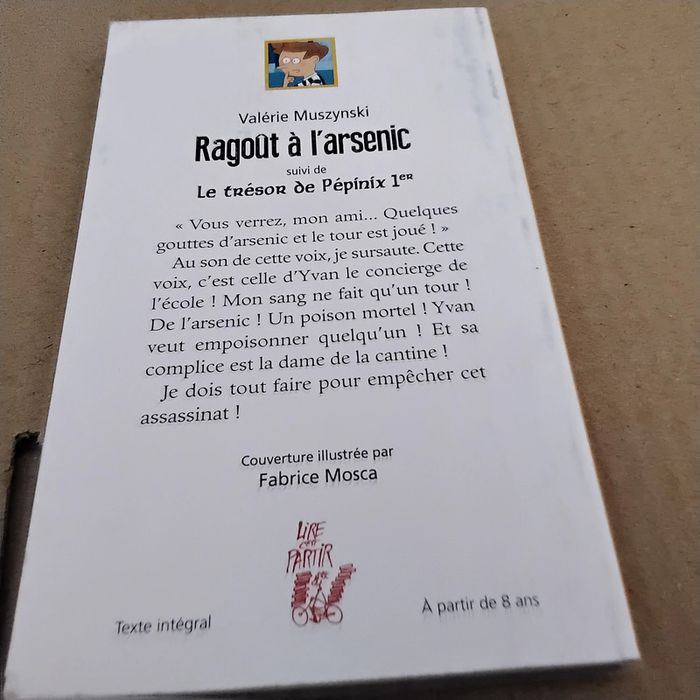 Valérie Muszynski
Ragoût à l'arsenic
suivi de
Le trésor de Pépinix 1er
« Vous verrez, mon ami... Quelques
gouttes d'arsenic et le tour est joué ! »
Au son de cette voix, je sursaute. Cette
voix, c'est celle d'Yvan le concierge de
l'école ! Mon sang ne fait qu'un tour !
De l'arsenic ! Un poison mortel ! Yvan
veut empoisonner quelqu'un ! Et sa
complice est la dame de la cantine !
Je dois tout faire pour empêcher cet
assassinat !
Couverture illustrée par
Fabrice Mosca
LIRE
c'est
PARTIR
Texte intégral
À partir de 8 ans